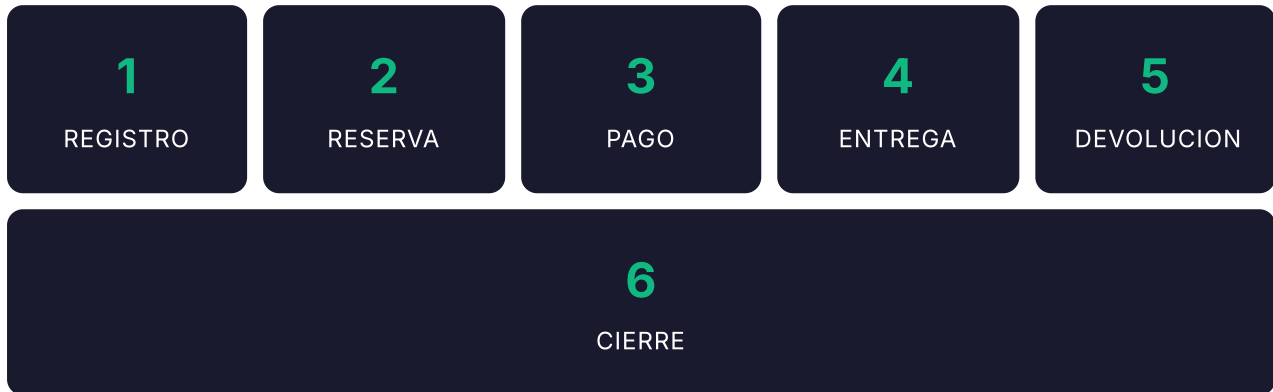 1
REGISTRO
2
RESERVA
3
PAGO
4
ENTREGA
5
DEVOLUCION
6
CIERRE